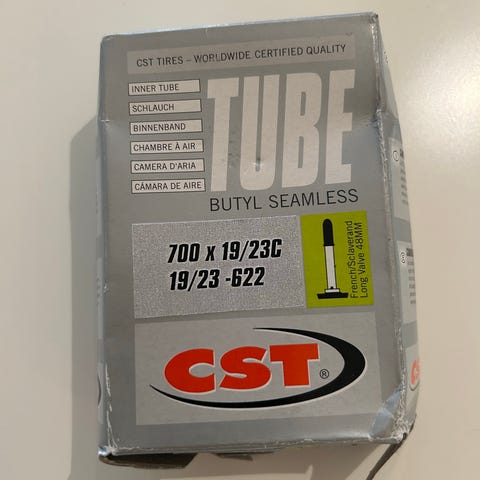 CST TIRES – WORLDWIDE CERTIFIED QUALITY
INNER TUBE
SCHLAUCH
BINNENBAND
CHAMBRE À AIR
CAMERA D'ARIA
CÁMARA DE AIRE
TUBE
BUTYL SEAMLESS
700 x 19/23C
19/23 -622
French/Sclaverand
Long Valve 48MM
CST®